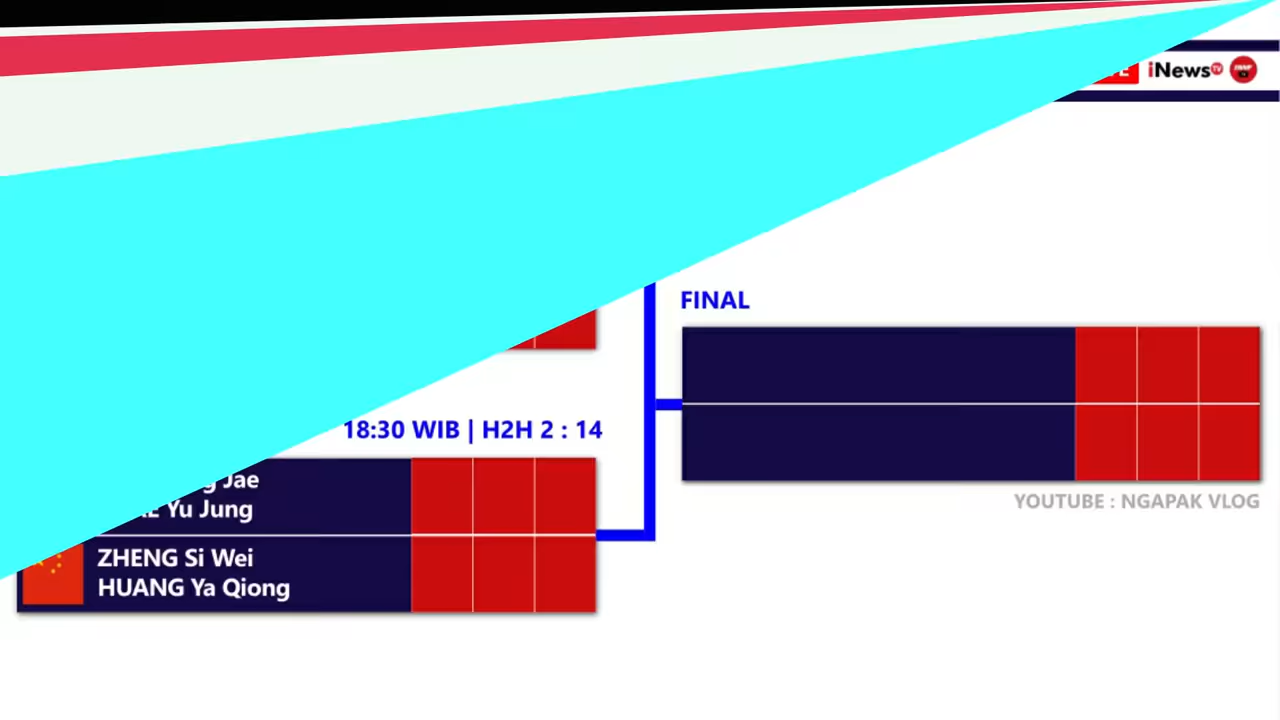 iNews
FINAL
18:30 WIB | H2H 2 : 14
Jae
Yu Jung
YOUTUBE : NGAPAK VLOG
ZHENG Si Wei
HUANG Ya Qiong